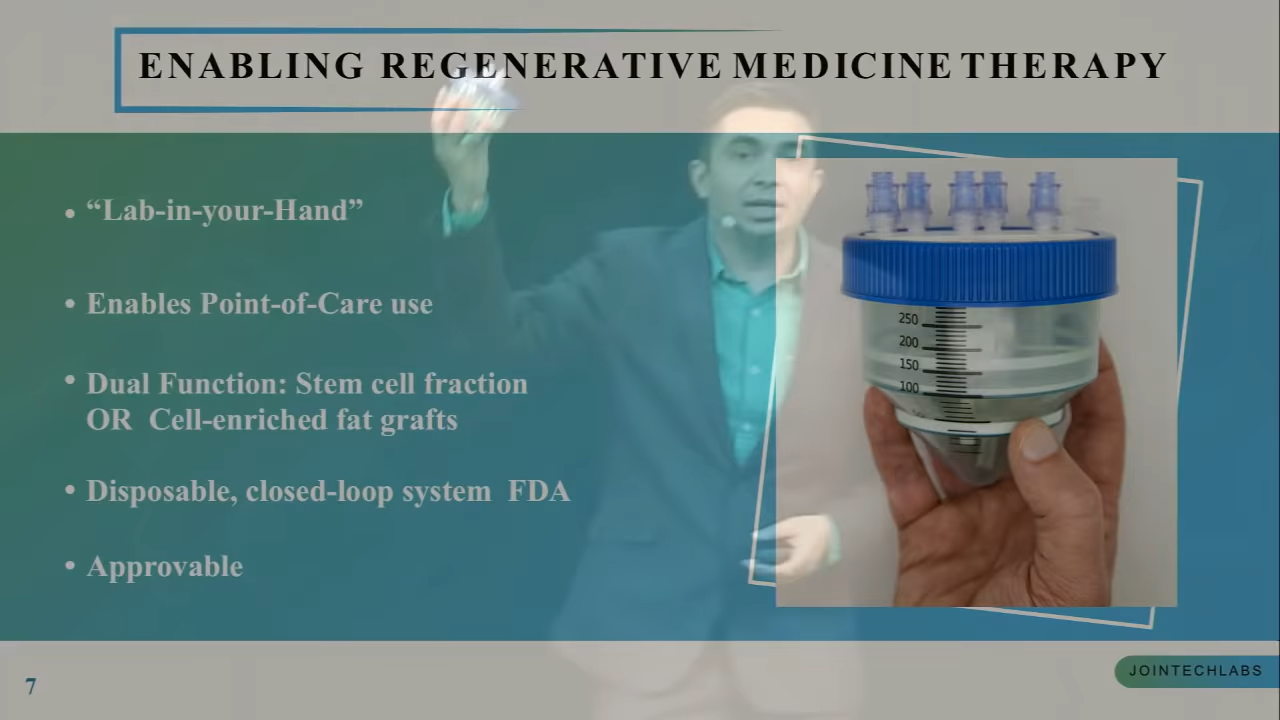 ENABLING REGENERATIVE MEDICINE THERAPY
• “Lab-in-your-Hand”
• Enables Point-of-Care use
• Dual Function: Stem cell fraction
OR Cell-enriched fat grafts
• Disposable, closed-loop system FDA
• Approvable
250
200
150
100
7
JOINTECHLABS